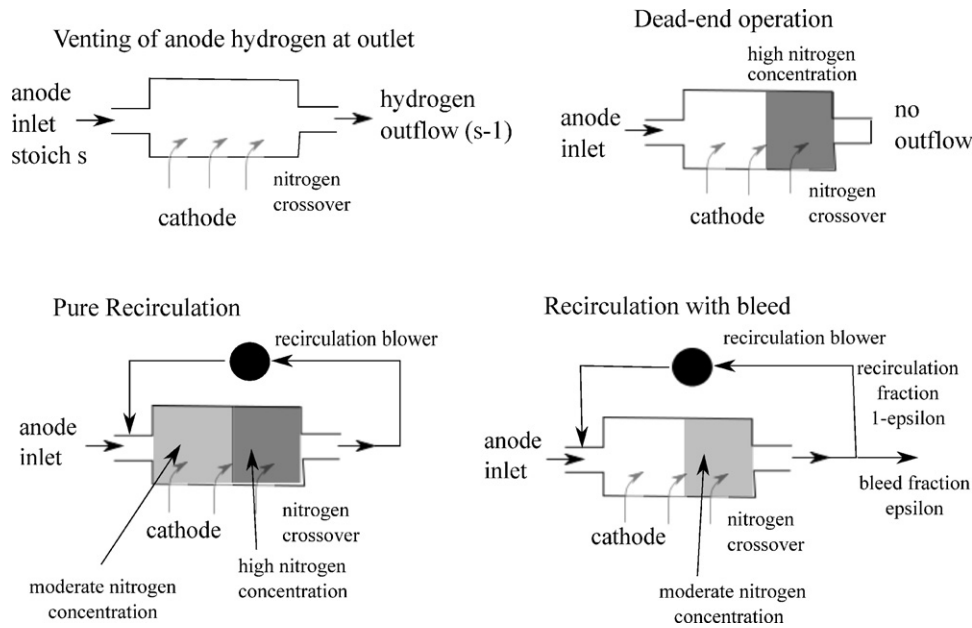 Venting of anode hydrogen at outlet
anode
inlet
stoich s
hydrogen
outflow (s-1)
nitrogen
crossover
cathode
Dead-end operation
high nitrogen
concentration
anode
inlet
no
outflow
nitrogen
crossover
cathode
Pure Recirculation
recirculation blower
anode
inlet
cathode
nitrogen
crossover
moderate nitrogen
concentration
high nitrogen
concentration
Recirculation with bleed
recirculation blower
recirculation
fraction
1-epsilon
anode
inlet
bleed fraction
epsilon
cathode
nitrogen
crossover
moderate nitrogen
concentration